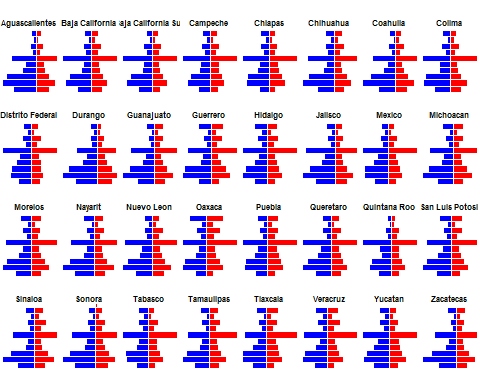 Aguascalientes Baja California Baja California Su Campeche Chiapas Chihuahua Coahuila Colima
Distrito Federal Durango Guanajuato Guerrero Hidalgo Jalisco Mexico Michoacan
Morelos Nayarit Nuevo Leon Oaxaca Puebla Queretaro Quintana Roo San Luis Potosi
Sinaloa Sonora Tabasco Tamaulipas Tlaxcala Veracruz Yucatan Zacatecas